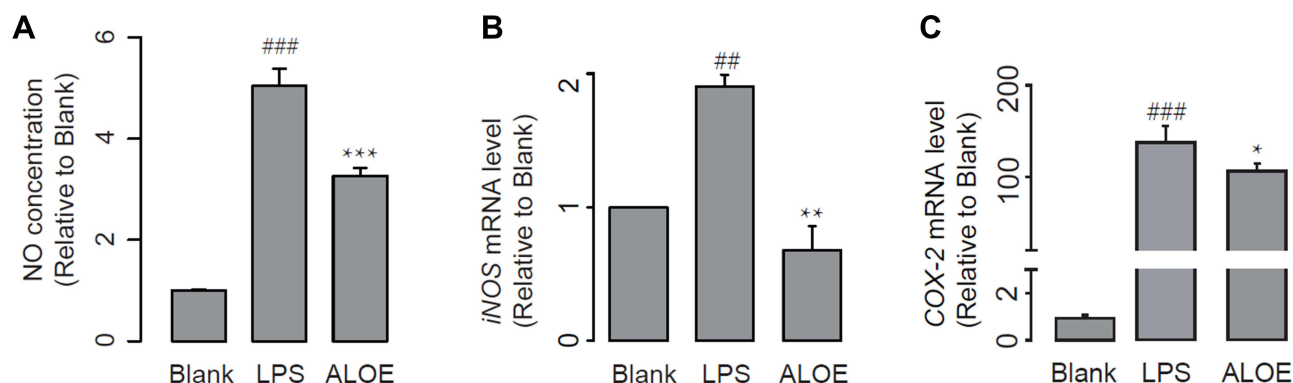 A
NO concentration
(Relative to Blank)
6
4
2
0
###
***
Blank LPS ALOE
B
iNOS mRNA level
(Relative to Blank)
2
1
0
##
**
Blank LPS ALOE
C
COX-2 mRNA level
(Relative to Blank)
200
100
2
0
###
*
Blank LPS ALOE